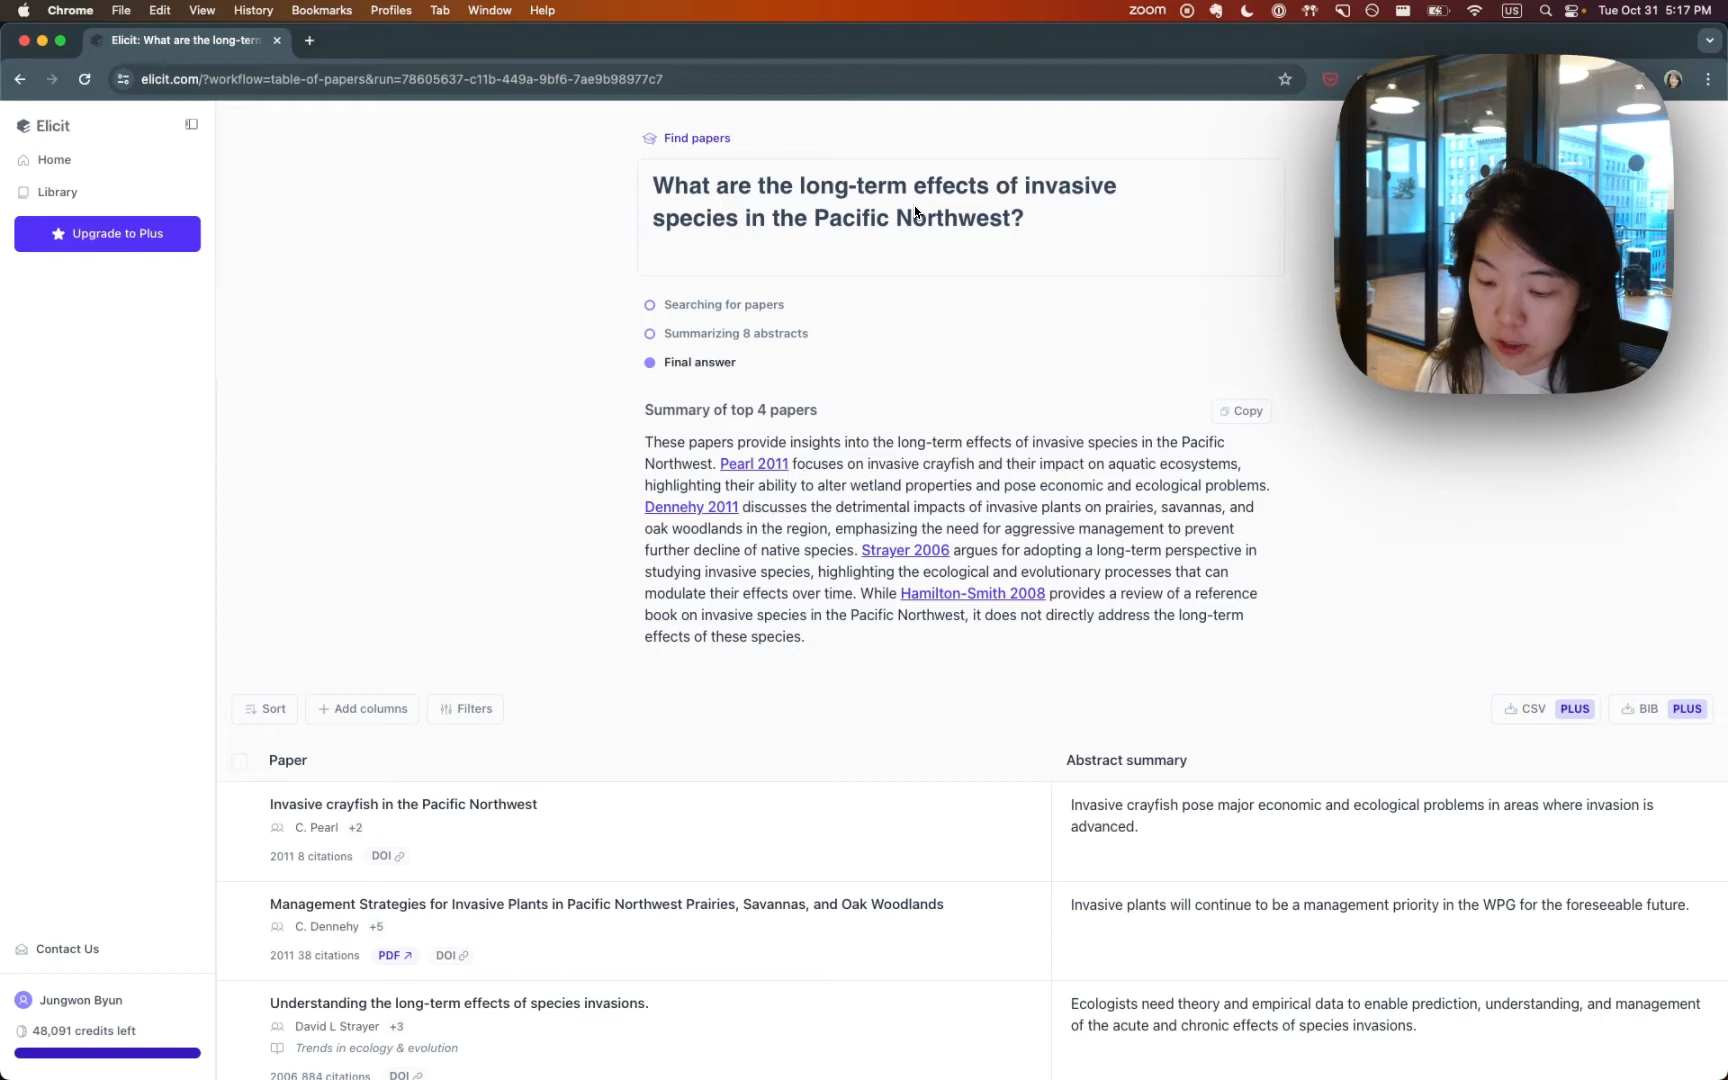 Chrome File Edit View History Bookmarks Profiles Tab Window Help
zoom
US
Tue Oct 31 5:17 PM
Elicit: What are the long-tern
elicit.com/?workflow=table-of-papers&run=78605637-c11b-449a-9bf6-7ae9b98977c7
Elicit
Home
Library
Upgrade to Plus
Find papers
What are the long-term effects of invasive
species in the Pacific Northwest?
Searching for papers
Summarizing 8 abstracts
Final answer
Summary of top 4 papers
Copy
These papers provide insights into the long-term effects of invasive species in the Pacific
Northwest. Pearl 2011 focuses on invasive crayfish and their impact on aquatic ecosystems,
highlighting their ability to alter wetland properties and pose economic and ecological problems.
Dennehy 2011 discusses the detrimental impacts of invasive plants on prairies, savannas, and
oak woodlands in the region, emphasizing the need for aggressive management to prevent
further decline of native species. Strayer 2006 argues for adopting a long-term perspective in
studying invasive species, highlighting the ecological and evolutionary processes that can
modulate their effects over time. While Hamilton-Smith 2008 provides a review of a reference
book on invasive species in the Pacific Northwest, it does not directly address the long-term
effects of these species.
Sort
Add columns
Filters
CSV PLUS
BIB PLUS
Paper
Abstract summary
Invasive crayfish in the Pacific Northwest
C. Pearl +2
2011 8 citations DOI
Invasive crayfish pose major economic and ecological problems in areas where invasion is
advanced.
Management Strategies for Invasive Plants in Pacific Northwest Prairies, Savannas, and Oak Woodlands
C. Dennehy +5
2011 38 citations PDF DOI
Invasive plants will continue to be a management priority in the WPG for the foreseeable future.
Understanding the long-term effects of species invasions.
David L Strayer +3
Trends in ecology & evolution
2006 884 citations DOI
Ecologists need theory and empirical data to enable prediction, understanding, and management
of the acute and chronic effects of species invasions.
Contact Us
Jungwon Byun
48,091 credits left